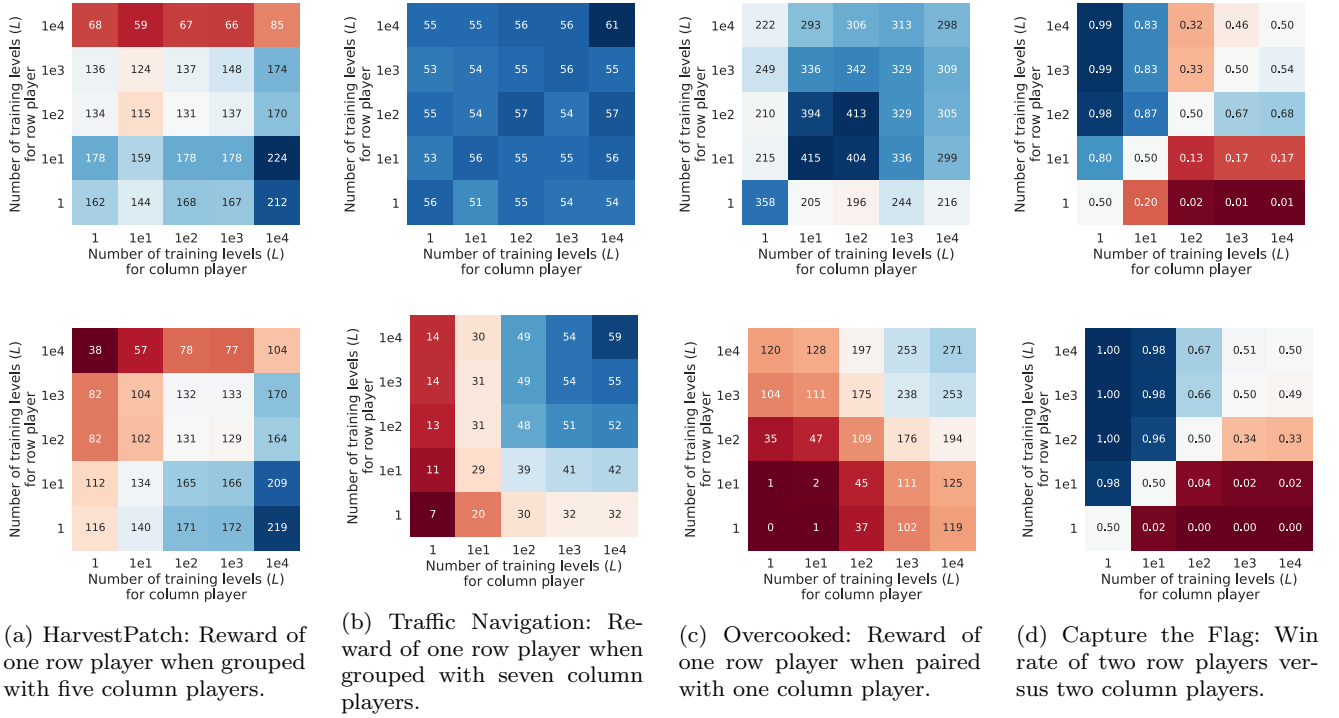 1e4 68 59 67 66 85
1e3 136 124 137 148 174
1e2 134 115 131 137 170
1e1 178 159 178 178 224
1 162 144 168 167 212
1 1e1 1e2 1e3 1e4
Number of training levels (L)
for row player
Number of training levels (L)
for column player
1e4 55 55 56 56 61
1e3 53 54 55 56 55
1e2 55 54 57 54 57
1e1 53 56 55 55 56
1 56 51 55 54 54
1 1e1 1e2 1e3 1e4
Number of training levels (L)
for row player
Number of training levels (L)
for column player
1e4 222 293 306 313 298
1e3 249 336 342 329 309
1e2 210 394 413 329 305
1e1 215 415 404 336 299
1 358 205 196 244 216
1 1e1 1e2 1e3 1e4
Number of training levels (L)
for row player
Number of training levels (L)
for column player
1e4 0.99 0.83 0.32 0.46 0.50
1e3 0.99 0.83 0.33 0.50 0.54
1e2 0.98 0.87 0.50 0.67 0.68
1e1 0.80 0.50 0.13 0.17 0.17
1 0.50 0.20 0.02 0.01 0.01
1 1e1 1e2 1e3 1e4
Number of training levels (L)
for row player
Number of training levels (L)
for column player
1e4 38 57 78 77 104
1e3 82 104 132 133 170
1e2 82 102 131 129 164
1e1 112 134 165 166 209
1 116 140 171 172 219
1 1e1 1e2 1e3 1e4
Number of training levels (L)
for row player
Number of training levels (L)
for column player
1e4 14 30 49 54 59
1e3 14 31 49 54 55
1e2 13 31 48 51 52
1e1 11 29 39 41 42
1 7 20 30 32 32
1 1e1 1e2 1e3 1e4
Number of training levels (L)
for row player
Number of training levels (L)
for column player
1e4 120 128 197 253 271
1e3 104 111 175 238 253
1e2 35 47 109 176 194
1e1 1 2 45 111 125
1 0 1 37 102 119
1 1e1 1e2 1e3 1e4
Number of training levels (L)
for row player
Number of training levels (L)
for column player
1e4 1.00 0.98 0.67 0.51 0.50
1e3 1.00 0.98 0.66 0.50 0.49
1e2 1.00 0.96 0.50 0.34 0.33
1e1 0.98 0.50 0.04 0.02 0.02
1 0.50 0.02 0.00 0.00 0.00
1 1e1 1e2 1e3 1e4
Number of training levels (L)
for row player
Number of training levels (L)
for column player
(a) HarvestPatch: Reward of
one row player when grouped
with five column players.
(b) Traffic Navigation: Re-
ward of one row player when
grouped with seven column
players.
(c) Overcooked: Reward of
one row player when paired
with one column player.
(d) Capture the Flag: Win
rate of two row players ver-
sus two column players.